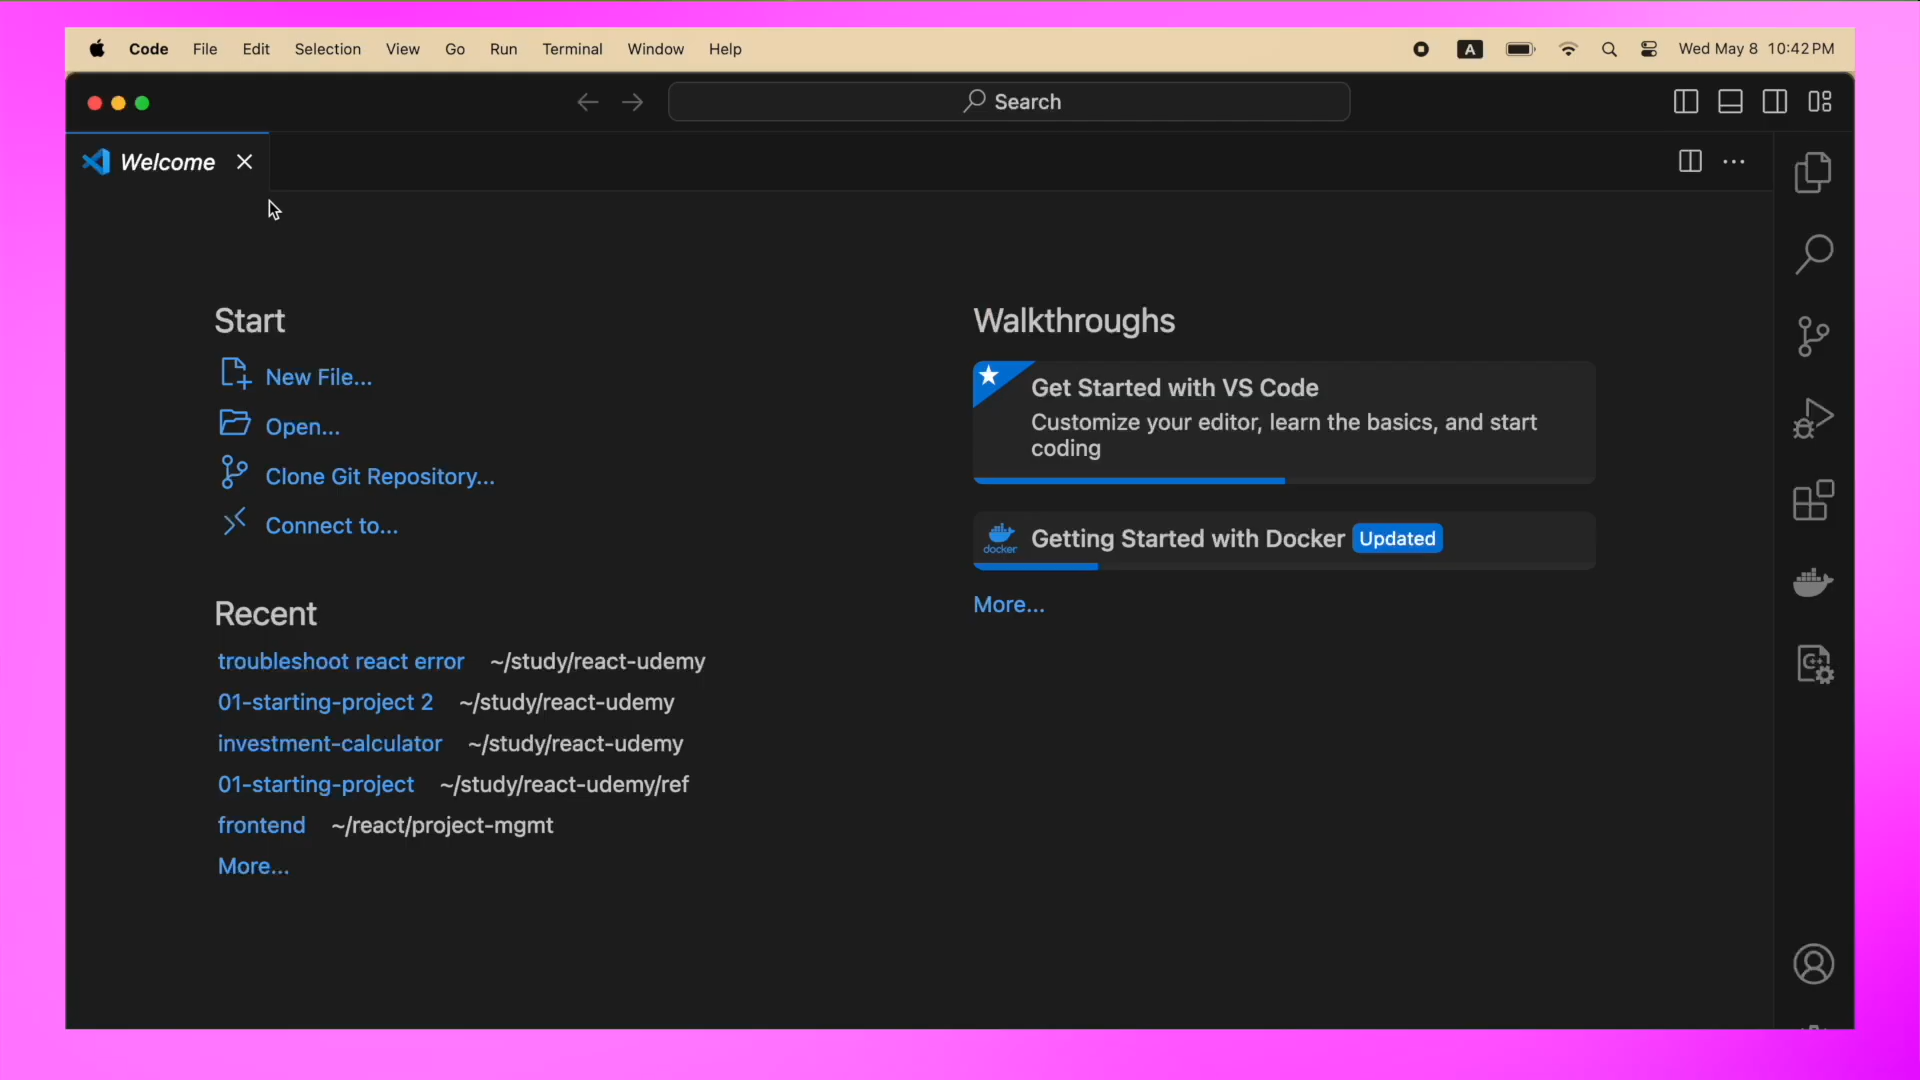 Code File Edit Selection View Go Run Terminal Window Help A Wed May 8 10:42 PM
Search
Welcome
Start
New File...
Open...
Clone Git Repository...
Connect to...
Recent
troubleshoot react error ~/study/react-udemy
01-starting-project 2 ~/study/react-udemy
investment-calculator ~/study/react-udemy
01-starting-project ~/study/react-udemy/ref
frontend ~/react/project-mgmt
More...
Walkthroughs
Get Started with VS Code
Customize your editor, learn the basics, and start
coding
docker Getting Started with Docker Updated
More...
C+